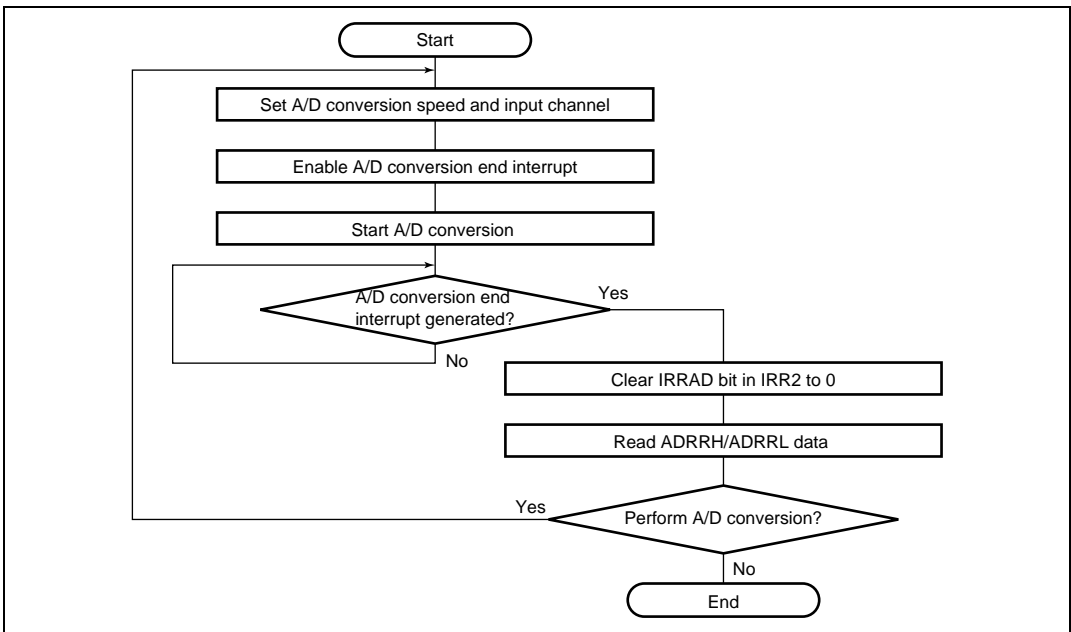 Start
Set A/D conversion speed and input channel
Enable A/D conversion end interrupt
Start A/D conversion
A/D conversion end
interrupt generated?
Yes
No
Clear IRRAD bit in IRR2 to 0
Read ADRRH/ADRRL data
Yes
Perform A/D conversion?
No
End